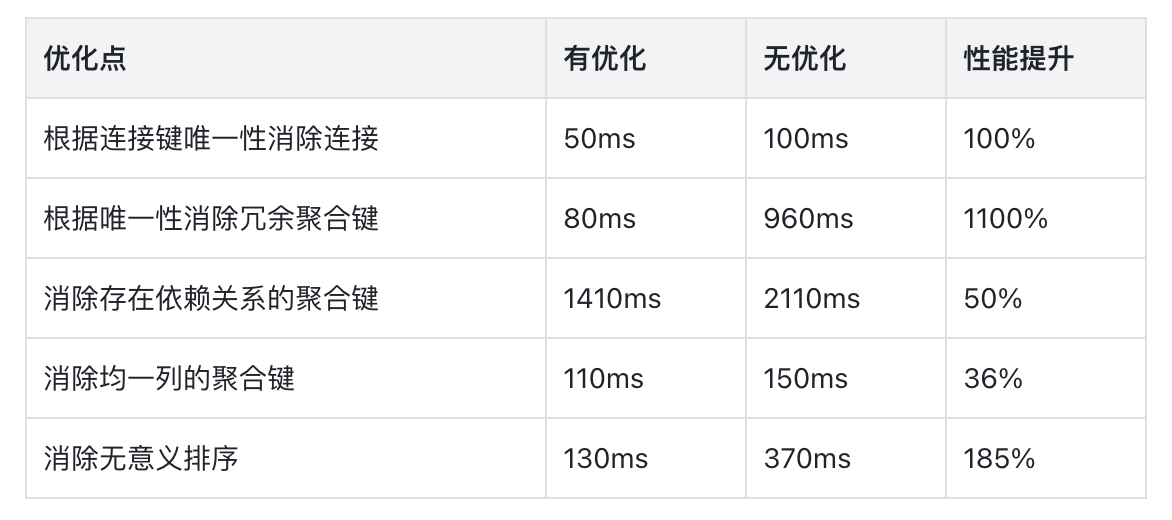 优化点 有优化 无优化 性能提升
根据连接键唯一性消除连接 50ms 100ms 100%
根据唯一性消除冗余聚合键 80ms 960ms 1100%
消除存在依赖关系的聚合键 1410ms 2110ms 50%
消除均一列的聚合键 110ms 150ms 36%
消除无意义排序 130ms 370ms 185%